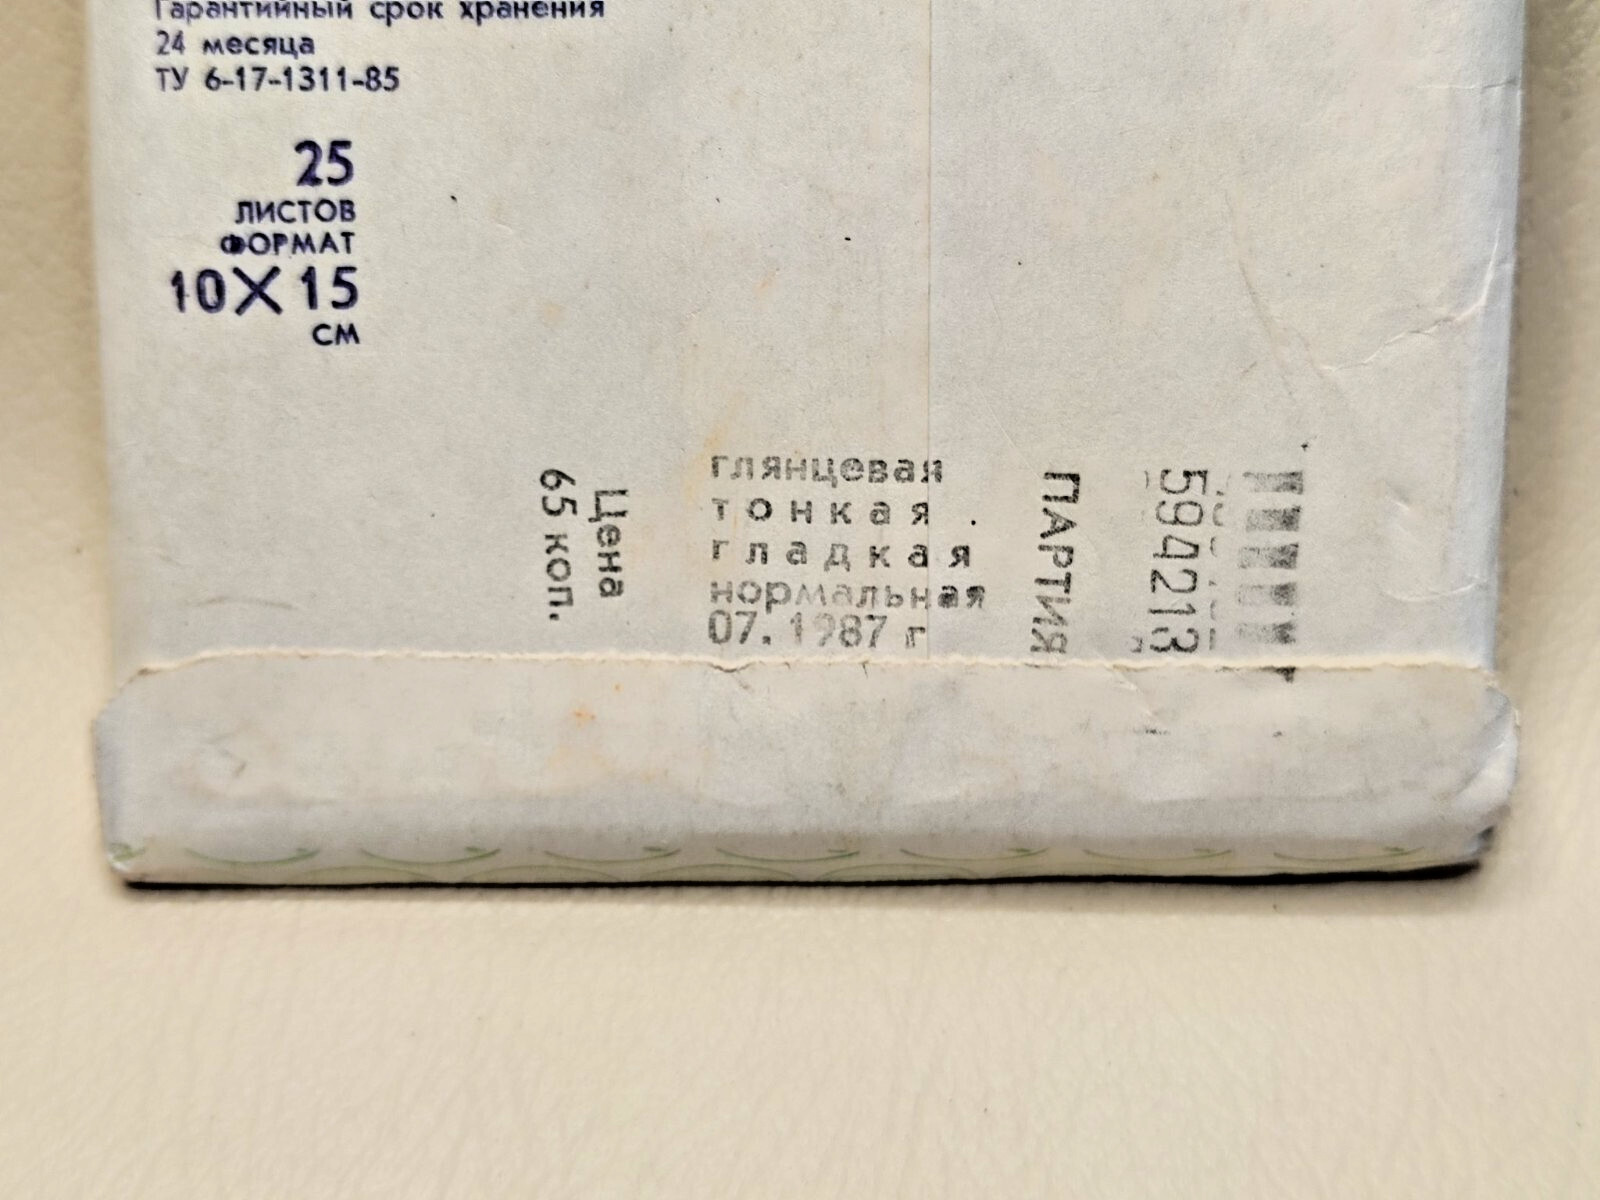 Гарантийный срок хранения
24 месяца
ТУ 6-17-1311-85
25
ЛИСТОВ
ФОРМАТ
10X15
СМ
Цена
65 коп.
глянцевая
тонкая.
гладкая
нормальная
07.1987 г
ПАРТИЯ
594213